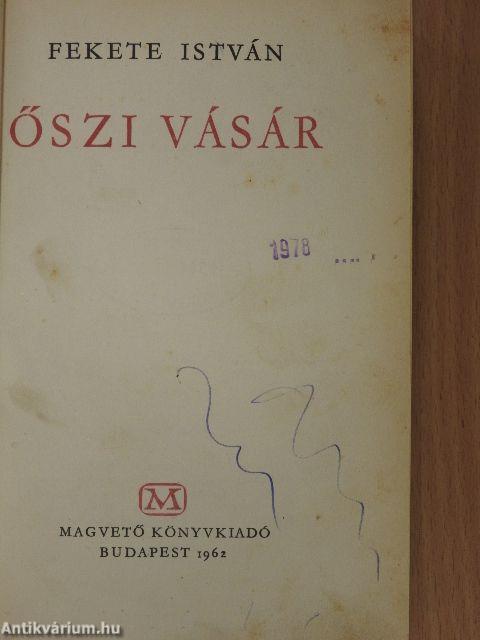 FEKETE ISTVÁN
ŐSZI VÁSÁR
1978
M
MAGVETŐ KÖNYVKIADÓ
BUDAPEST 1962
Antikvárium.hu